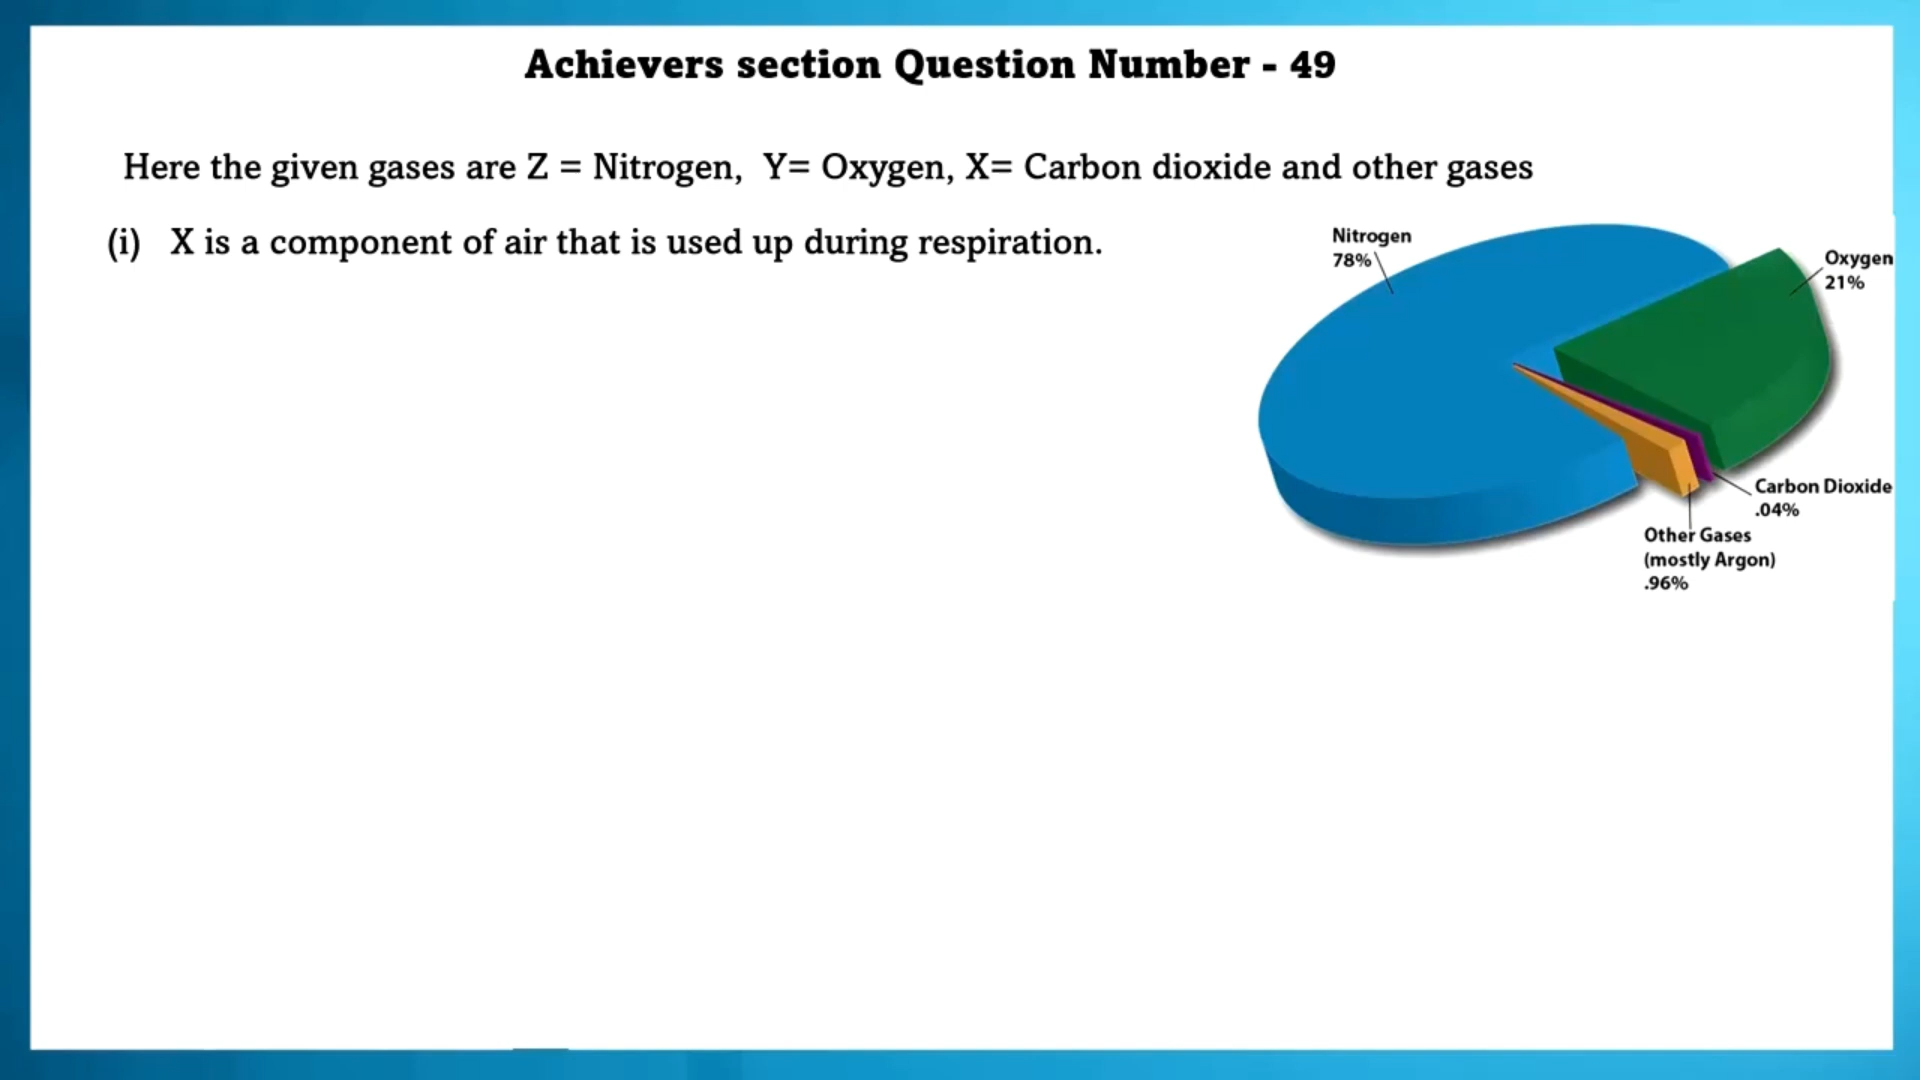 Achievers section Question Number - 49
Here the given gases are Z = Nitrogen, Y= Oxygen, X= Carbon dioxide and other gases
(i) X is a component of air that is used up during respiration.
Nitrogen
78%
Oxygen
21%
Carbon Dioxide
.04%
Other Gases
(mostly Argon)
.96%